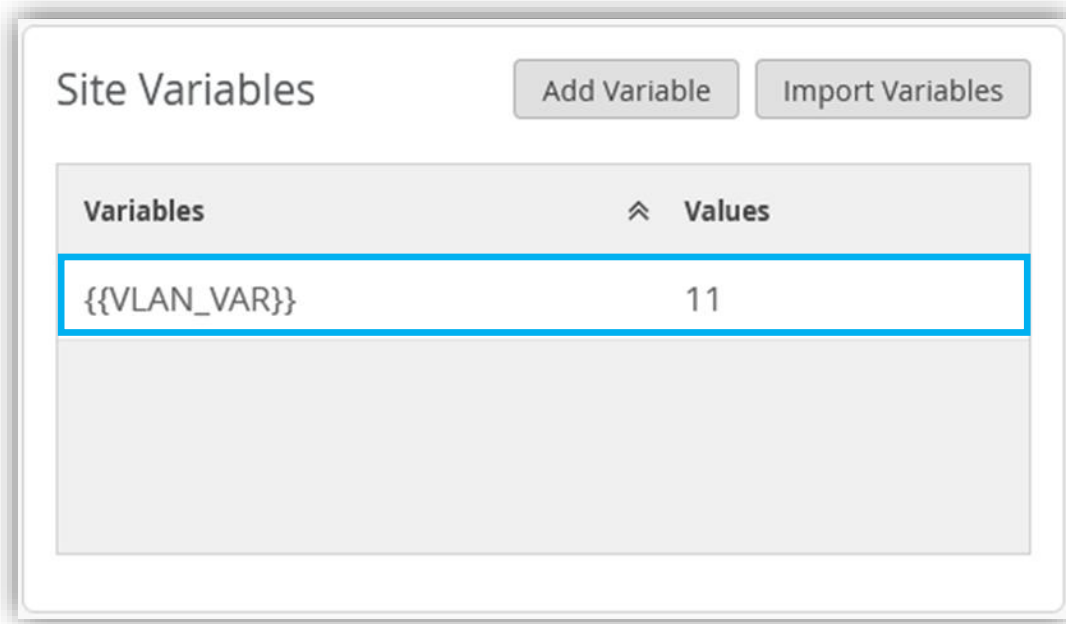 Site Variables Add Variable Import Variables
Variables Values
{{VLAN_VAR}} 11